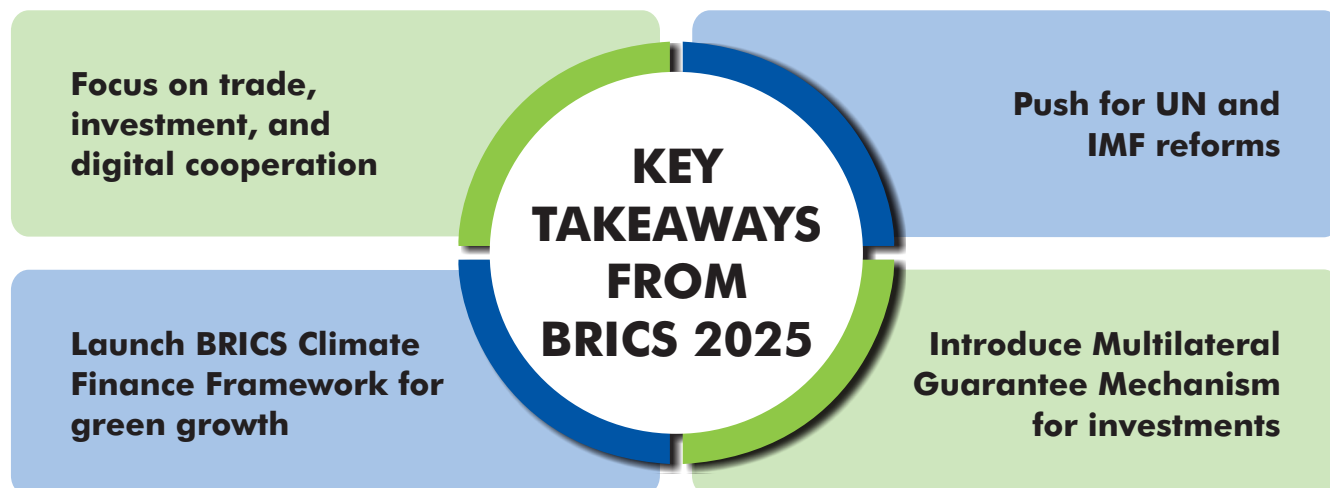 Focus on trade,
investment, and
digital cooperation
Push for UN and
IMF reforms
KEY
TAKEAWAYS
FROM
BRICS 2025
Launch BRICS Climate
Finance Framework for
green growth
Introduce Multilateral
Guarantee Mechanism
for investments